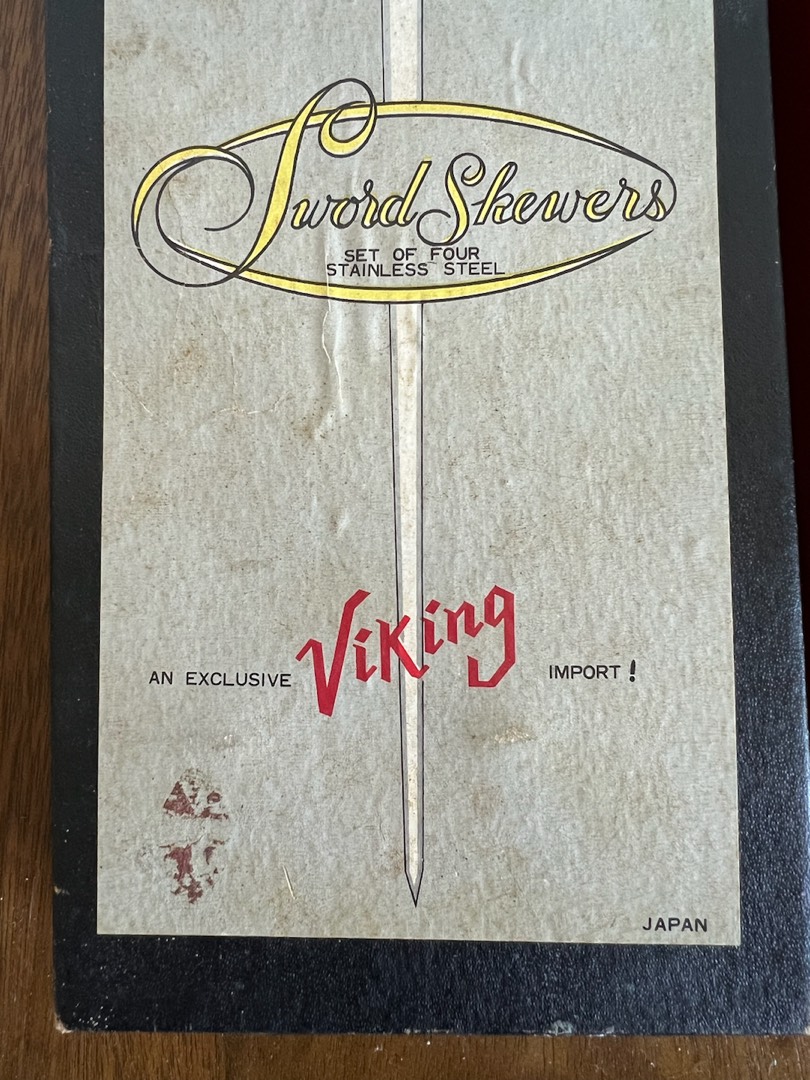 Sword Skewers
SET OF FOUR
STAINLESS STEEL
AN EXCLUSIVE Viking IMPORT!
JAPAN